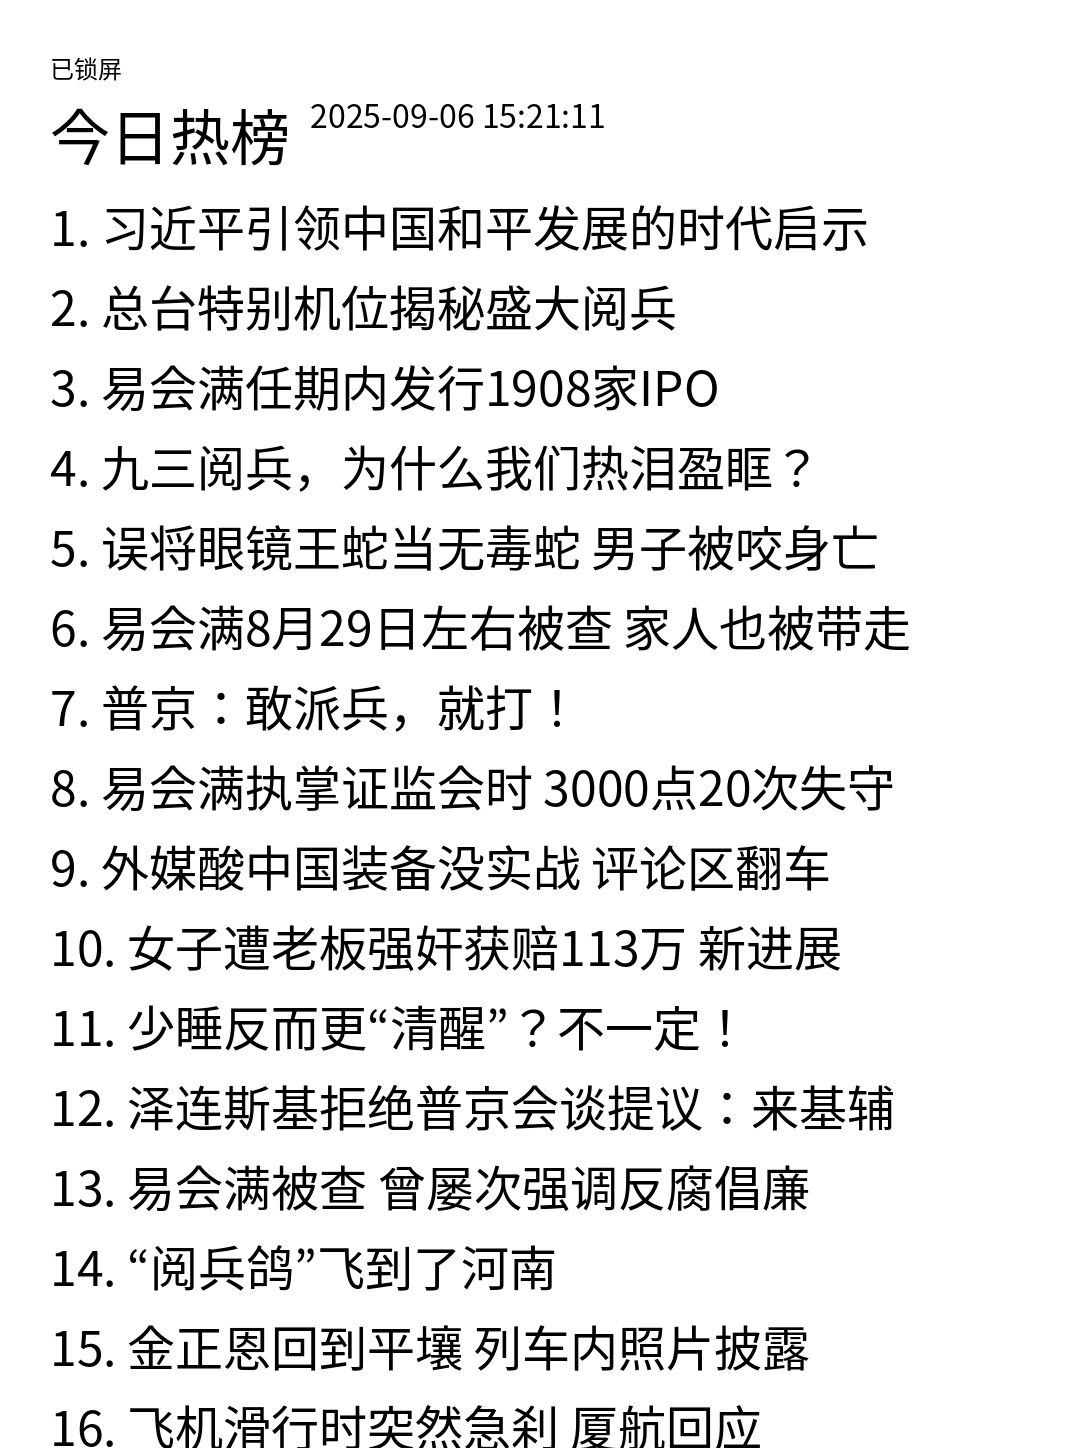 已锁屏
今日热榜 2025-09-06 15:21:11
1. 习近平引领中国和平发展的时代启示
2. 总台特别机位揭秘盛大阅兵
3. 易会满任期内发行1908家IPO
4. 九三阅兵，为什么我们热泪盈眶？
5. 误将眼镜王蛇当无毒蛇 男子被咬身亡
6. 易会满8月29日左右被查 家人也被带走
7. 普京：敢派兵，就打！
8. 易会满执掌证监会时 3000点20次失守
9. 外媒酸中国装备没实战 评论区翻车
10. 女子遭老板强奸获赔113万 新进展
11. 少睡反而更“清醒”？不一定！
12. 泽连斯基拒绝普京会谈提议：来基辅
13. 易会满被查 曾屡次强调反腐倡廉
14. “阅兵鸽”飞到了河南
15. 金正恩回到平壤 列车内照片披露
16. 飞机滑行时突然急刹 厦航回应